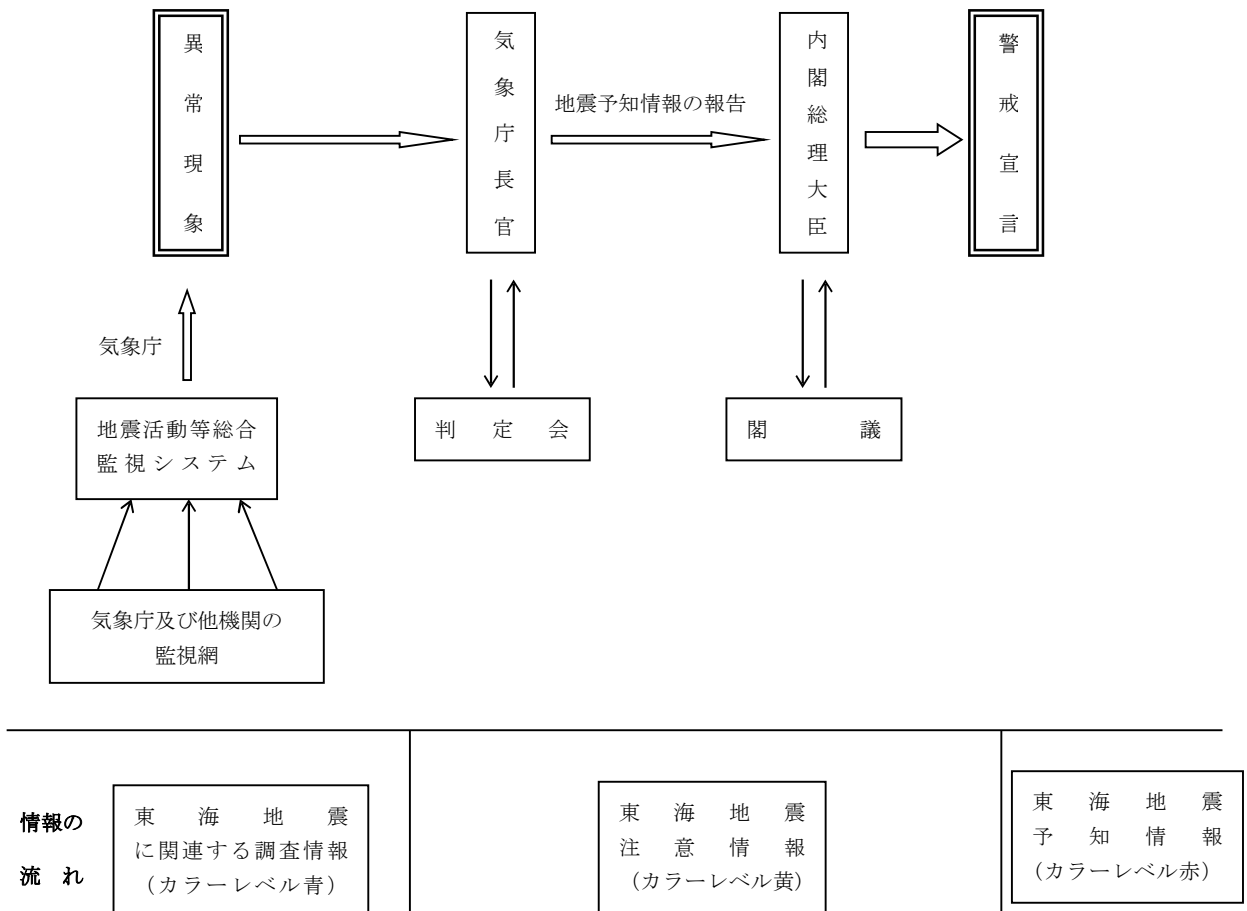 異常現象
気象庁長官
地震予知情報の報告
内閣総理大臣
警戒宣言
気象庁
地震活動等総合
監視システム
判定会
閣議
気象庁及び他機関の
監視網
情報の
流れ
東海地震
に関連する調査情報
（カラーレベル青）
東海地震
注意情報
（カラーレベル黄）
東海地震
予知情報
（カラーレベル赤）